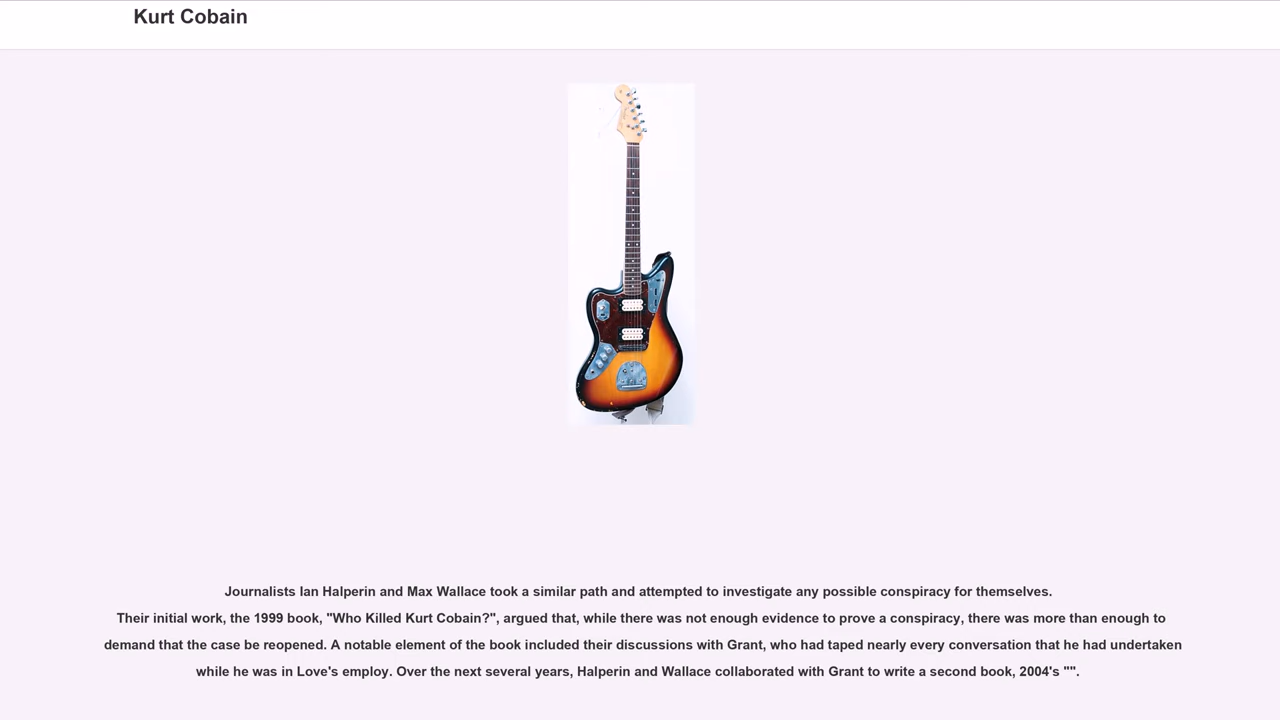 Kurt Cobain
Journalists Ian Halperin and Max Wallace took a similar path and attempted to investigate any possible conspiracy for themselves.
Their initial work, the 1999 book, "Who Killed Kurt Cobain?", argued that, while there was not enough evidence to prove a conspiracy, there was more than enough to
demand that the case be reopened. A notable element of the book included their discussions with Grant, who had taped nearly every conversation that he had undertaken
while he was in Love's employ. Over the next several years, Halperin and Wallace collaborated with Grant to write a second book, 2004's "".